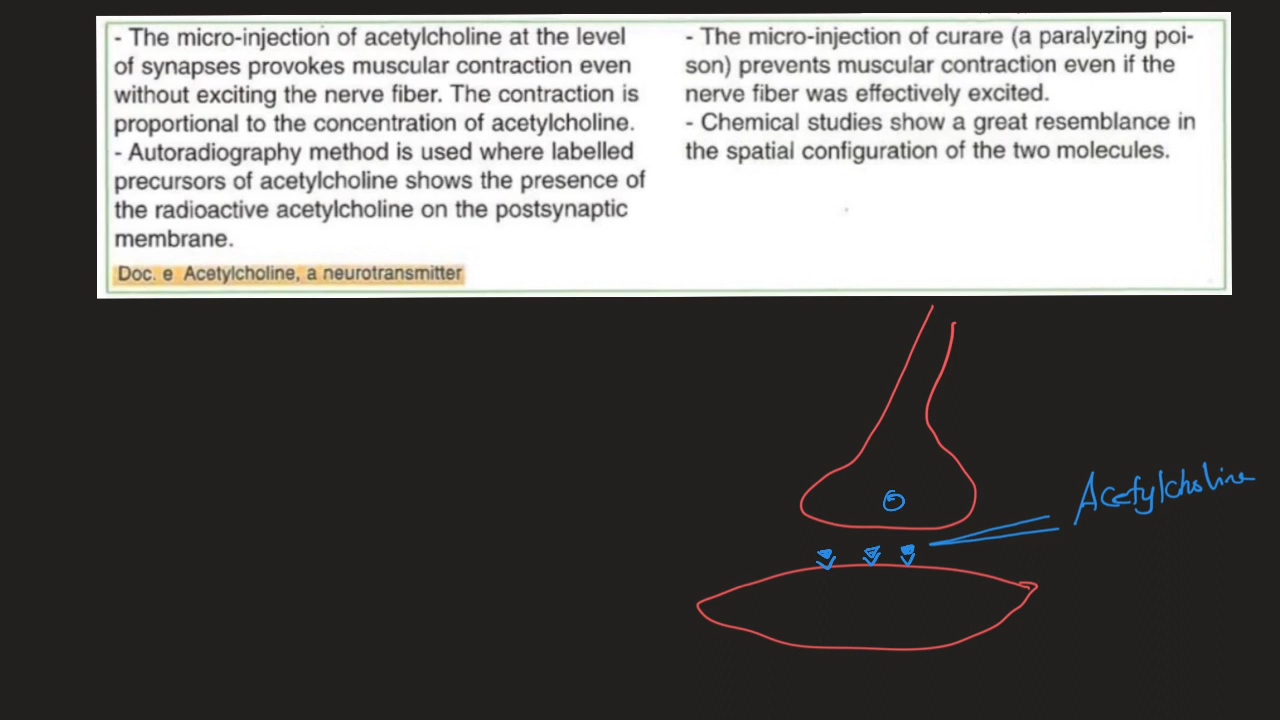 - The micro-injection of acetylcholine at the level
of synapses provokes muscular contraction even
without exciting the nerve fiber. The contraction is
proportional to the concentration of acetylcholine.
- Autoradiography method is used where labelled
precursors of acetylcholine shows the presence of
the radioactive acetylcholine on the postsynaptic
membrane.
Doc. e Acetylcholine, a neurotransmitter
- The micro-injection of curare (a paralyzing poi-
son) prevents muscular contraction even if the
nerve fiber was effectively excited.
- Chemical studies show a great resemblance in
the spatial configuration of the two molecules.
Acetylcholine